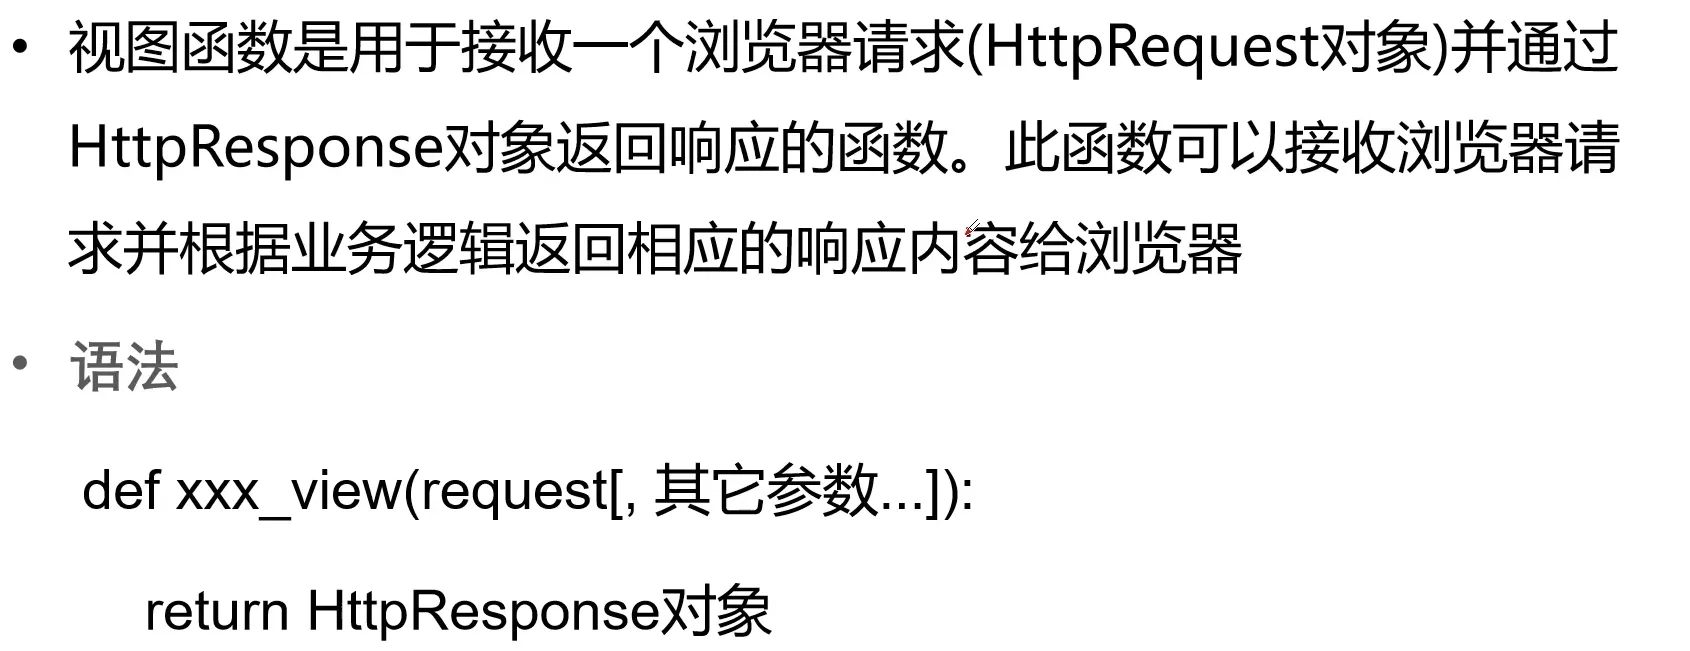 • 视图函数是用于接收一个浏览器请求(HttpRequest对象)并通过
HttpResponse对象返回响应的函数。此函数可以接收浏览器请
求并根据业务逻辑返回相应的响应内容给浏览器
• 语法
def xxx_view(request[, 其它参数...]):
return HttpResponse对象